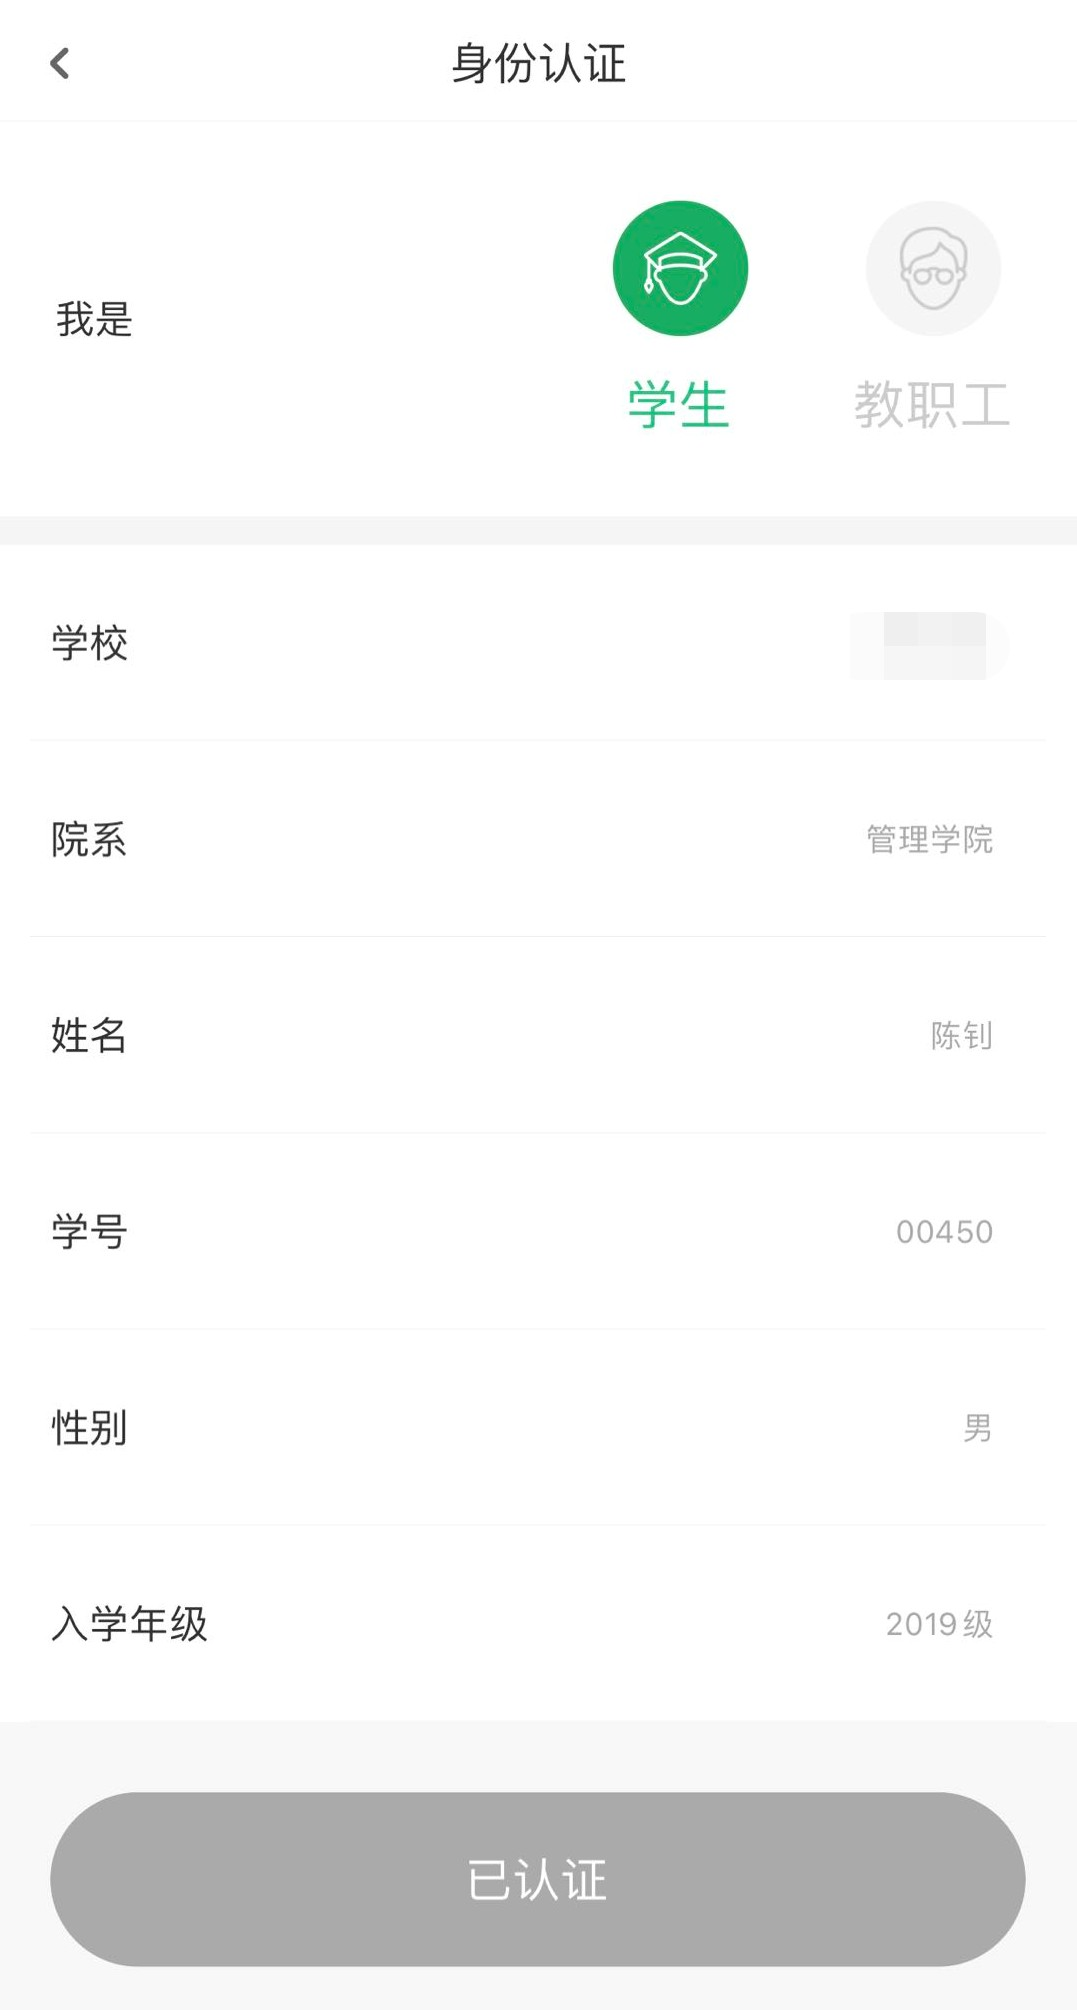 身份认证
我是
学生
教职工
学校
院系
管理学院
姓名
陈钊
学号
00450
性别
男
入学年级
2019级
已认证